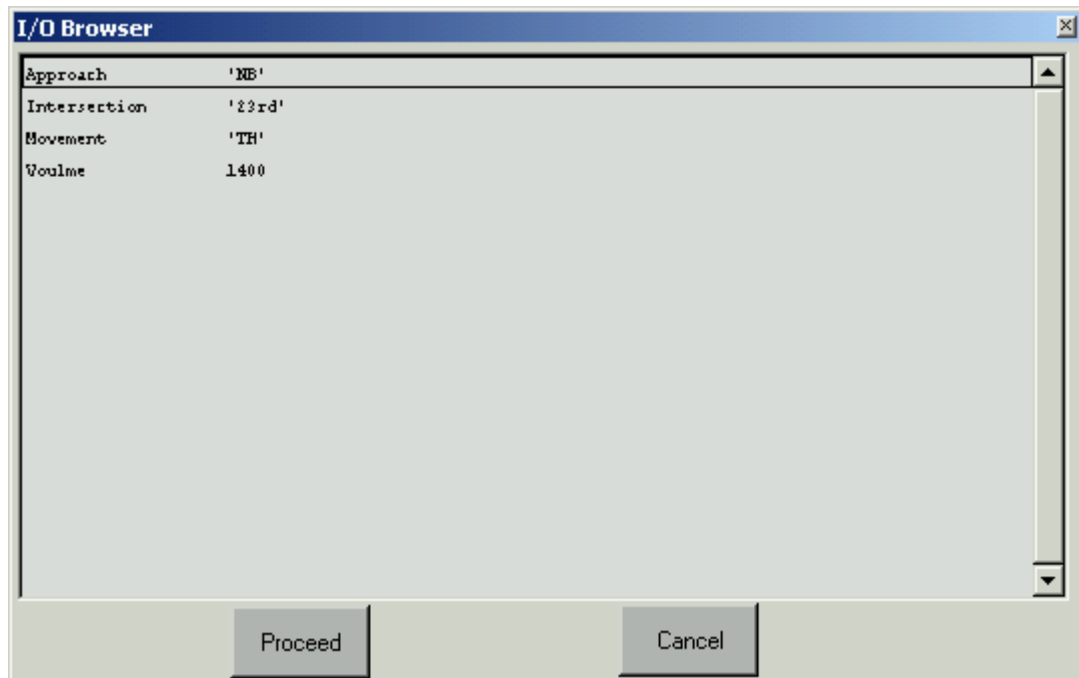 I/O Browser
Approach 'NB'
Intersection '23rd'
Movement 'TH'
Voulme 1400
Proceed Cancel